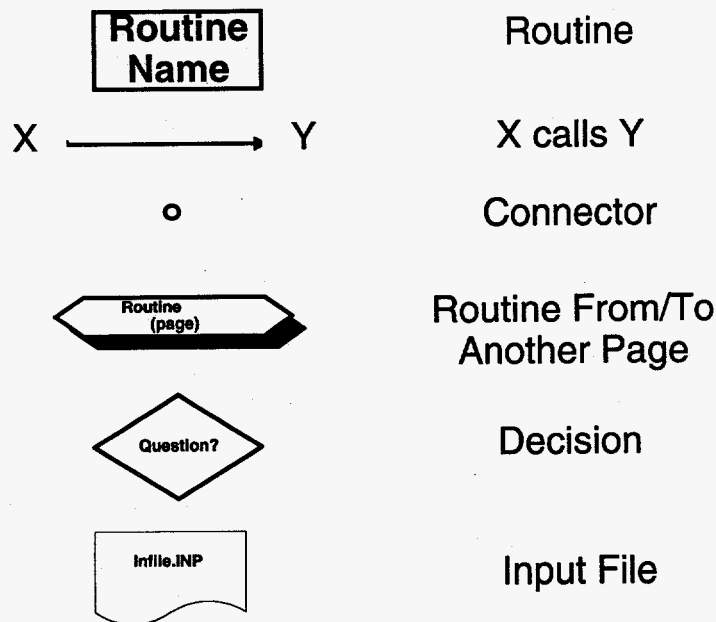 Routine
Name
Routine
X
Y
X calls Y
Connector
Routine
(page)
Routine From/To
Another Page
Question?
Decision
Infile.INP
Input File